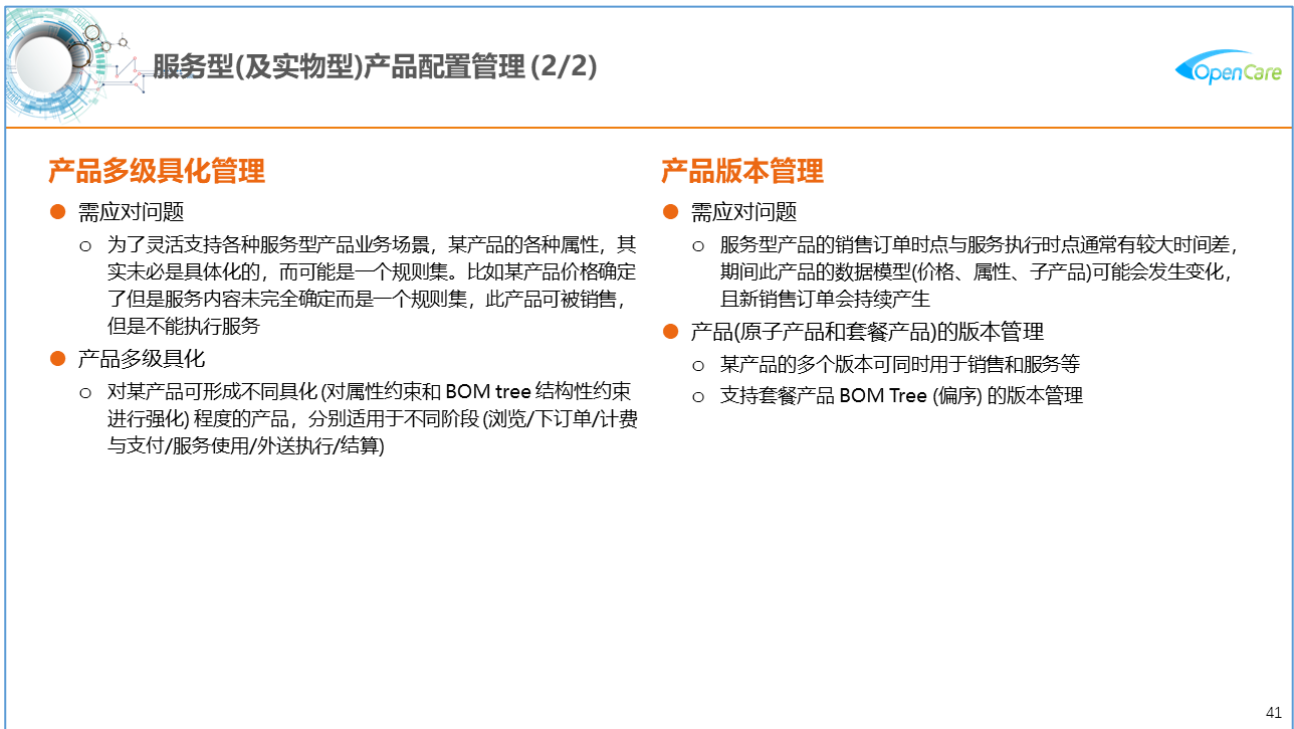 服务型(及实物型)产品配置管理 (2/2)
OpenCare
产品多级具化管理
需应对问题
为了灵活支持各种服务型产品业务场景，某产品的各种属性，其
实未必是具体化的，而可能是一个规则集。比如某产品价格确定
了但是服务内容未完全确定而是一个规则集，此产品可被销售，
但是不能执行服务
产品多级具化
对某产品可形成不同具化 (对属性约束和 BOM tree 结构性约束
进行强化) 程度的产品，分别适用于不同阶段 (浏览/下订单/计费
与支付/服务使用/外送执行/结算)
产品版本管理
需应对问题
服务型产品的销售订单时点与服务执行时点通常有较大时间差，
期间此产品的数据模型(价格、属性、子产品)可能会发生变化，
且新销售订单会持续产生
产品(原子产品和套餐产品)的版本管理
某产品的多个版本可同时用于销售和服务等
支持套餐产品 BOM Tree (偏序) 的版本管理
41